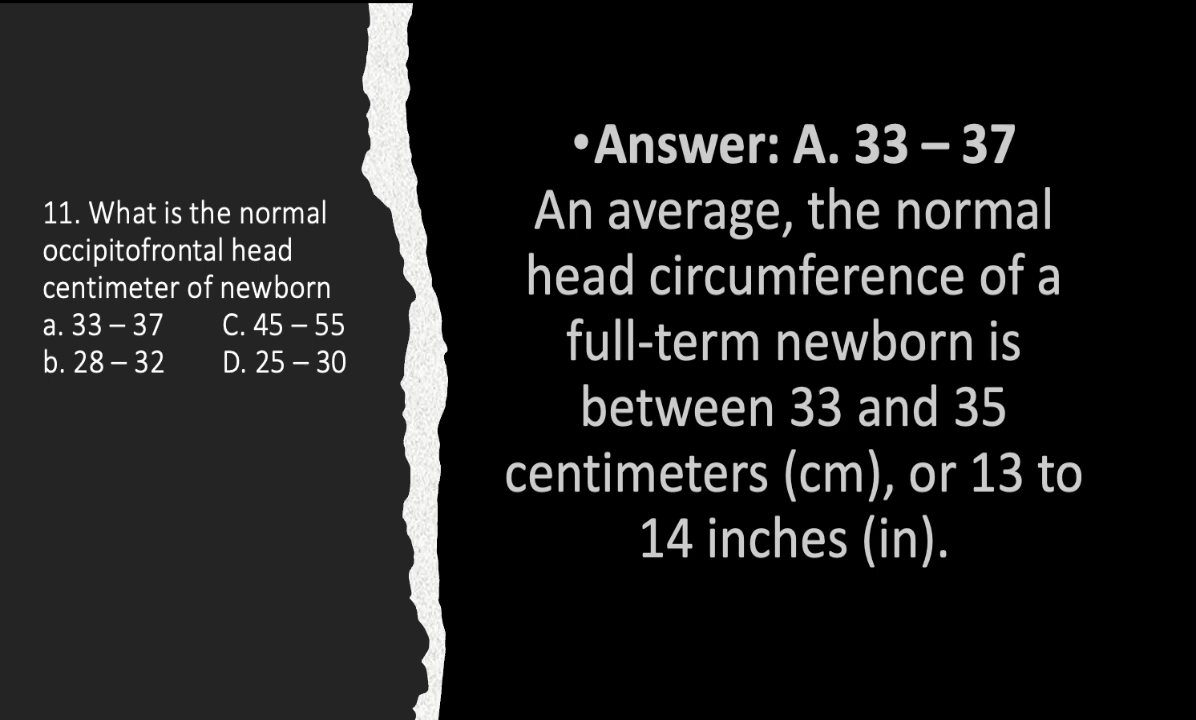 11. What is the normal
occipitofrontal head
centimeter of newborn
a. 33 – 37 C. 45 – 55
b. 28 – 32 D. 25 – 30
•Answer: A. 33 – 37
An average, the normal
head circumference of a
full-term newborn is
between 33 and 35
centimeters (cm), or 13 to
14 inches (in).